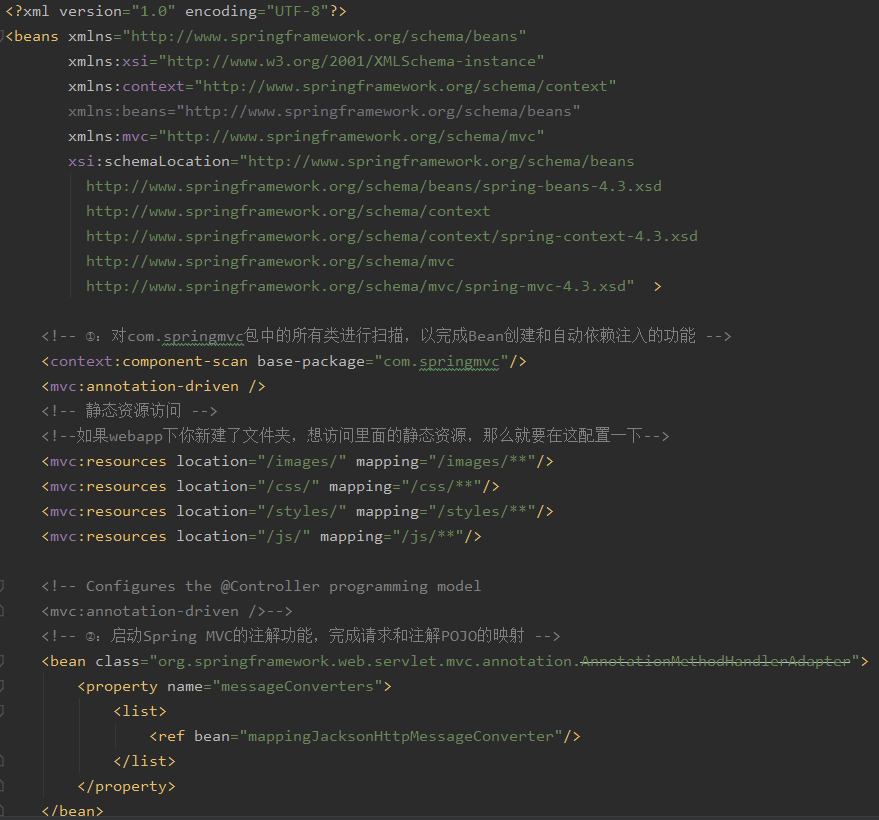 <?xml version="1.0" encoding="UTF-8"?>
<beans xmlns="http://www.springframework.org/schema/beans"
       xmlns:xsi="http://www.w3.org/2001/XMLSchema-instance"
       xmlns:context="http://www.springframework.org/schema/context"
       xmlns:beans="http://www.springframework.org/schema/beans"
       xmlns:mvc="http://www.springframework.org/schema/mvc"
       xsi:schemaLocation="http://www.springframework.org/schema/beans
         http://www.springframework.org/schema/beans/spring-beans-4.3.xsd
         http://www.springframework.org/schema/context
         http://www.springframework.org/schema/context/spring-context-4.3.xsd
         http://www.springframework.org/schema/mvc
         http://www.springframework.org/schema/mvc/spring-mvc-4.3.xsd"  >
    <!-- ①：对com.springmvc包中的所有类进行扫描，以完成Bean创建和自动依赖注入的功能 -->
    <context:component-scan base-package="com.springmvc"/>
    <mvc:annotation-driven />
    <!-- 静态资源访问 -->
    <!--如果webapp下你新建了文件夹，想访问里面的静态资源，那么就要在这配置一下-->
    <mvc:resources location="/images/" mapping="/images/**"/>
    <mvc:resources location="/css/" mapping="/css/**"/>
    <mvc:resources location="/styles/" mapping="/styles/**"/>
    <mvc:resources location="/js/" mapping="/js/**"/>
    <!-- Configures the @Controller programming model
    <mvc:annotation-driven />-->
    <!-- ②：启动Spring MVC的注解功能，完成请求和注解POJO的映射 -->
    <bean class="org.springframework.web.servlet.mvc.annotation.AnnotationMethodHandlerAdapter">
        <property name="messageConverters">
            <list>
                <ref bean="mappingJacksonHttpMessageConverter"/>
            </list>
        </property>
    </bean>